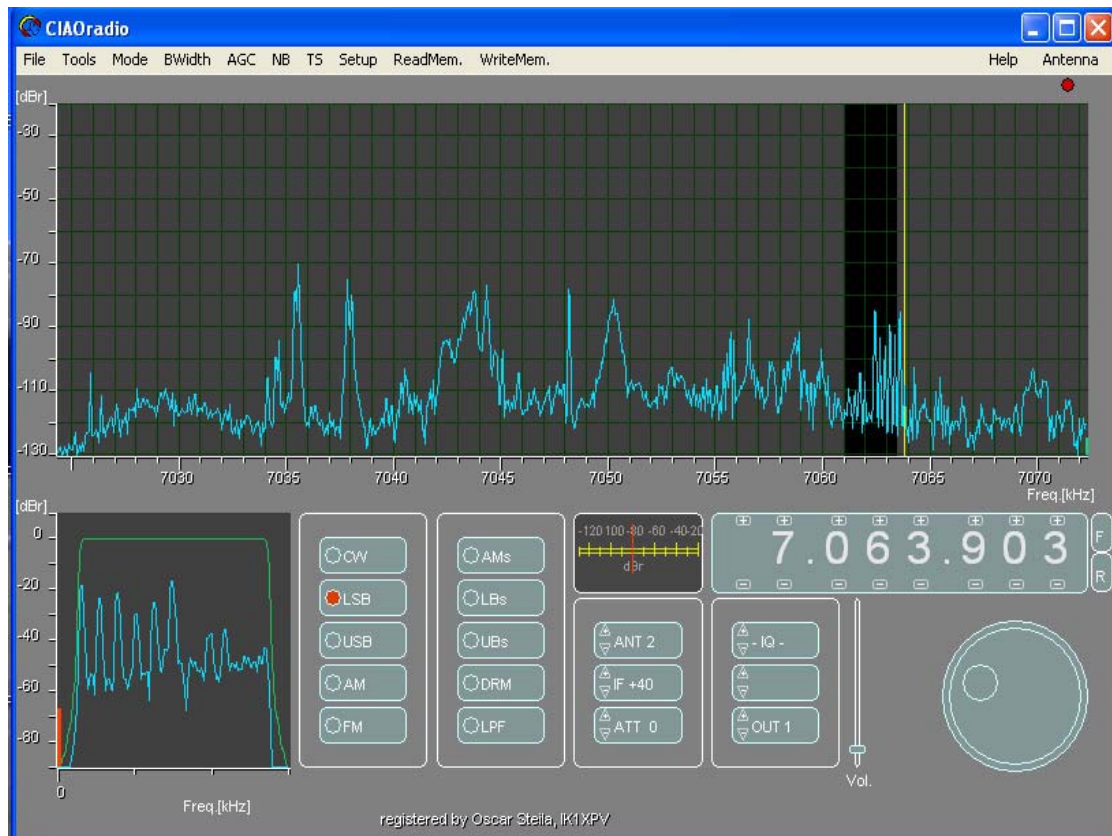 CIAOradio
File Tools Mode BWidth AGC NB TS Setup ReadMem. WriteMem. Help Antenna
[dBr]
-30
-50
-70
-90
-110
-130
7030 7035 7040 7045 7050 7055 7060 7065 7070
Freq.[kHz]
[dBr]
0
-20
-40
-60
-80
0
Freq.[kHz]
CW
LSB
USB
AM
FM
AMs
LBs
UBs
DRM
LPF
-120 100 -80 -60 -40 -20
dBr
ANT 2
IF +40
ATT 0
7.063.903
F
R
- IQ -
OUT 1
Vol.
registered by Oscar Steila, IK1XPV